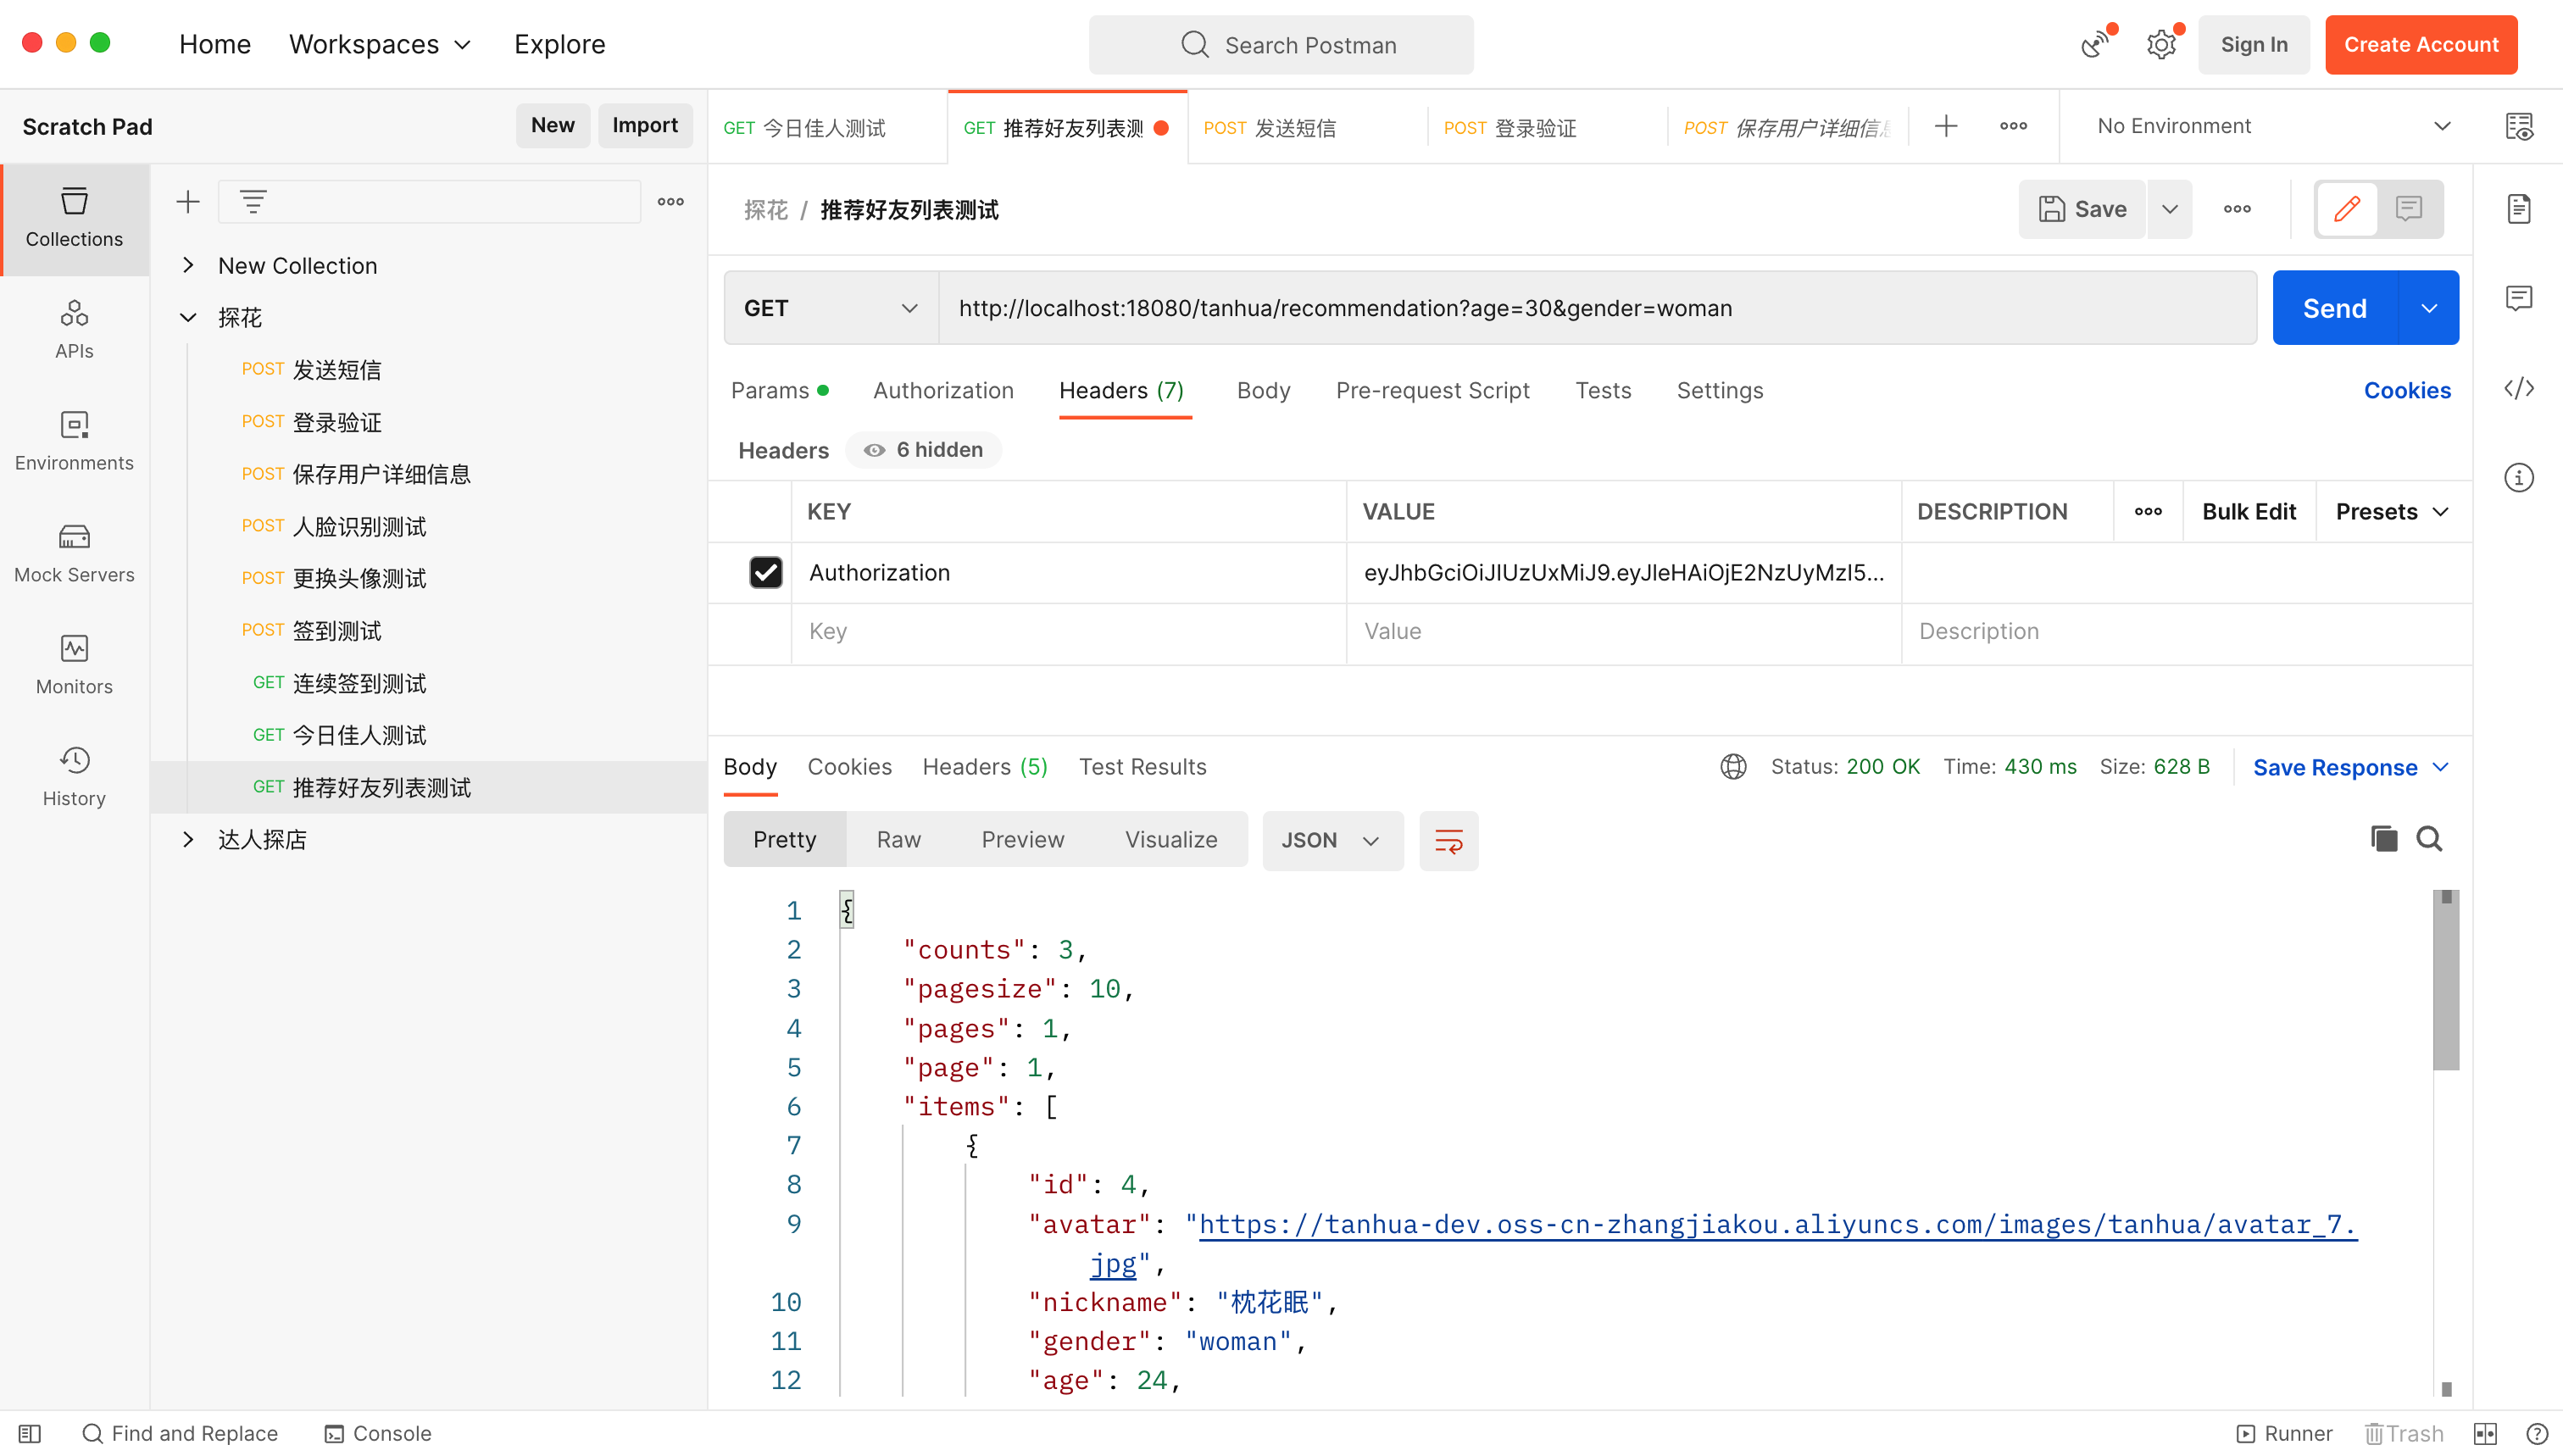 Home Workspaces Explore Search Postman Sign In Create Account
Scratch Pad New Import
GET 今日佳人测试 GET 推荐好友列表测 POST 发送短信 POST 登录验证 POST 保存用户详细信 No Environment
Collections
APIs
Environments
Mock Servers
Monitors
History
New Collection
探花
POST 发送短信
POST 登录验证
POST 保存用户详细信息
POST 人脸识别测试
POST 更换头像测试
POST 签到测试
GET 连续签到测试
GET 今日佳人测试
GET 推荐好友列表测试
达人探店
探花 / 推荐好友列表测试 Save
GET http://localhost:18080/tanhua/recommendation?age=30&gender=woman Send
Params Authorization Headers (7) Body Pre-request Script Tests Settings Cookies
Headers 6 hidden
KEY VALUE DESCRIPTION Bulk Edit Presets
Authorization eyJhbGciOiJIUzUxMiJ9.eyJleHAiOjE2NzUyMzI5...
Key Value Description
Body Cookies Headers (5) Test Results Status: 200 OK Time: 430 ms Size: 628 B Save Response
Pretty Raw Preview Visualize JSON
1 {
2 "counts": 3,
3 "pagesize": 10,
4 "pages": 1,
5 "page": 1,
6 "items": [
7 {
8 "id": 4,
9 "avatar": "https://tanhua-dev.oss-cn-zhangjiakou.aliyuncs.com/images/tanhua/avatar_7.
jpg",
10 "nickname": "枕花眠",
11 "gender": "woman",
12 "age": 24,
Find and Replace Console Runner Trash